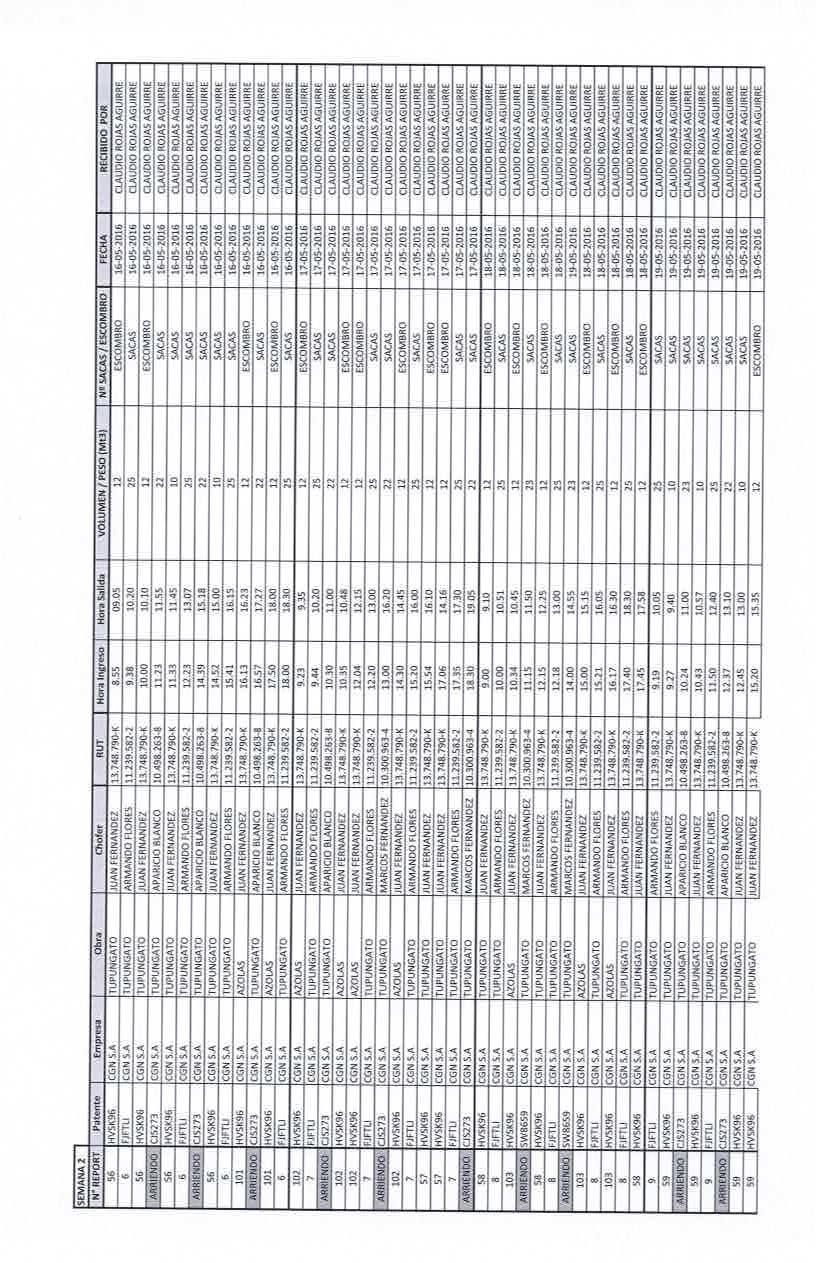 SEMANA 2
N° REPORT Patente Empresa Obra Chofer RUT Hora Ingreso Hora Salida VOLUMEN / PESO (Mt3) Nº SACAS / ESCOMBRO FECHA RECIBIDO POR
56 HVSK96 CGN S.A TUPUNGATO JUAN FERNANDEZ 13.748.790-K 8.55 09.05 12 ESCOMBRO 16-05-2016 CLAUDIO ROJAS AGUIRRE
6 FJFTLI CGN S.A TUPUNGATO ARMANDO FLORES 11.239.582-2 9.38 10.20 25 SACAS 16-05-2016 CLAUDIO ROJAS AGUIRRE
56 HVSK96 CGN S.A TUPUNGATO JUAN FERNANDEZ 13.748.790-K 10.00 10.10 12 ESCOMBRO 16-05-2016 CLAUDIO ROJAS AGUIRRE
ARRIENDO CJS273 CGN S.A TUPUNGATO APARICIO BLANCO 10.498.263-8 11.23 11.55 22 SACAS 16-05-2016 CLAUDIO ROJAS AGUIRRE
56 HVSK96 CGN S.A TUPUNGATO JUAN FERNANDEZ 13.748.790-K 11.33 11.45 10 SACAS 16-05-2016 CLAUDIO ROJAS AGUIRRE
6 FJFTLI CGN S.A TUPUNGATO ARMANDO FLORES 11.239.582-2 12.23 13.07 25 SACAS 16-05-2016 CLAUDIO ROJAS AGUIRRE
ARRIENDO CJS273 CGN S.A TUPUNGATO APARICIO BLANCO 10.498.263-8 14.39 15.18 22 SACAS 16-05-2016 CLAUDIO ROJAS AGUIRRE
56 HVSK96 CGN S.A TUPUNGATO JUAN FERNANDEZ 13.748.790-K 14.52 15.00 10 SACAS 16-05-2016 CLAUDIO ROJAS AGUIRRE
6 FJFTLI CGN S.A TUPUNGATO ARMANDO FLORES 11.239.582-2 15.41 16.15 25 SACAS 16-05-2016 CLAUDIO ROJAS AGUIRRE
101 HVSK96 CGN S.A AZOLAS JUAN FERNANDEZ 13.748.790-K 16.13 16.23 12 ESCOMBRO 16-05-2016 CLAUDIO ROJAS AGUIRRE
ARRIENDO CJS273 CGN S.A TUPUNGATO APARICIO BLANCO 10.498.263-8 16.57 17.27 22 SACAS 16-05-2016 CLAUDIO ROJAS AGUIRRE
101 HVSK96 CGN S.A AZOLAS JUAN FERNANDEZ 13.748.790-K 17.50 18.00 12 ESCOMBRO 16-05-2016 CLAUDIO ROJAS AGUIRRE
6 FJFTLI CGN S.A TUPUNGATO ARMANDO FLORES 11.239.582-2 18.00 18.30 25 SACAS 16-05-2016 CLAUDIO ROJAS AGUIRRE
102 HVSK96 CGN S.A AZOLAS JUAN FERNANDEZ 13.748.790-K 9.23 9.35 12 ESCOMBRO 17-05-2016 CLAUDIO ROJAS AGUIRRE
7 FJFTLI CGN S.A TUPUNGATO ARMANDO FLORES 11.239.582-2 9.44 10.20 25 SACAS 17-05-2016 CLAUDIO ROJAS AGUIRRE
ARRIENDO CJS273 CGN S.A TUPUNGATO APARICIO BLANCO 10.498.263-8 10.30 11.00 22 SACAS 17-05-2016 CLAUDIO ROJAS AGUIRRE
102 HVSK96 CGN S.A AZOLAS JUAN FERNANDEZ 13.748.790-K 10.35 10.48 12 ESCOMBRO 17-05-2016 CLAUDIO ROJAS AGUIRRE
102 HVSK96 CGN S.A AZOLAS JUAN FERNANDEZ 13.748.790-K 12.04 12.15 12 ESCOMBRO 17-05-2016 CLAUDIO ROJAS AGUIRRE
7 FJFTLI CGN S.A TUPUNGATO ARMANDO FLORES 11.239.582-2 12.20 13.00 25 SACAS 17-05-2016 CLAUDIO ROJAS AGUIRRE
ARRIENDO CJS273 CGN S.A TUPUNGATO MARCOS FERNANDEZ 10.300.963-4 13.00 16.20 22 SACAS 17-05-2016 CLAUDIO ROJAS AGUIRRE
102 HVSK96 CGN S.A AZOLAS JUAN FERNANDEZ 13.748.790-K 14.30 14.45 12 ESCOMBRO 17-05-2016 CLAUDIO ROJAS AGUIRRE
7 FJFTLI CGN S.A TUPUNGATO ARMANDO FLORES 11.239.582-2 15.20 16.00 25 SACAS 17-05-2016 CLAUDIO ROJAS AGUIRRE
57 HVSK96 CGN S.A TUPUNGATO JUAN FERNANDEZ 13.748.790-K 15.54 16.10 12 ESCOMBRO 17-05-2016 CLAUDIO ROJAS AGUIRRE
57 HVSK96 CGN S.A TUPUNGATO JUAN FERNANDEZ 13.748.790-K 17.06 14.16 12 ESCOMBRO 17-05-2016 CLAUDIO ROJAS AGUIRRE
7 FJFTLI CGN S.A TUPUNGATO ARMANDO FLORES 11.239.582-2 17.35 17.30 25 SACAS 17-05-2016 CLAUDIO ROJAS AGUIRRE
ARRIENDO CJS273 CGN S.A TUPUNGATO MARCOS FERNANDEZ 10.300.963-4 18.30 19.05 22 SACAS 17-05-2016 CLAUDIO ROJAS AGUIRRE
58 HVSK96 CGN S.A TUPUNGATO JUAN FERNANDEZ 13.748.790-K 9.00 9.10 12 ESCOMBRO 18-05-2016 CLAUDIO ROJAS AGUIRRE
8 FJFTLI CGN S.A TUPUNGATO ARMANDO FLORES 11.239.582-2 10.00 10.51 25 SACAS 18-05-2016 CLAUDIO ROJAS AGUIRRE
103 HVSK96 CGN S.A AZOLAS JUAN FERNANDEZ 13.748.790-K 10.34 10.45 12 ESCOMBRO 18-05-2016 CLAUDIO ROJAS AGUIRRE
ARRIENDO SW8659 CGN S.A TUPUNGATO MARCOS FERNANDEZ 10.300.963-4 11.15 11.50 23 SACAS 18-05-2016 CLAUDIO ROJAS AGUIRRE
58 HVSK96 CGN S.A TUPUNGATO JUAN FERNANDEZ 13.748.790-K 12.15 12.25 12 ESCOMBRO 18-05-2016 CLAUDIO ROJAS AGUIRRE
8 FJFTLI CGN S.A TUPUNGATO ARMANDO FLORES 11.239.582-2 12.18 13.00 25 SACAS 18-05-2016 CLAUDIO ROJAS AGUIRRE
ARRIENDO SW8659 CGN S.A TUPUNGATO MARCOS FERNANDEZ 10.300.963-4 14.00 14.55 23 SACAS 19-05-2016 CLAUDIO ROJAS AGUIRRE
103 HVSK96 CGN S.A AZOLAS JUAN FERNANDEZ 13.748.790-K 15.00 15.15 12 ESCOMBRO 18-05-2016 CLAUDIO ROJAS AGUIRRE
8 FJFTLI CGN S.A TUPUNGATO ARMANDO FLORES 11.239.582-2 15.21 16.05 25 SACAS 18-05-2016 CLAUDIO ROJAS AGUIRRE
103 HVSK96 CGN S.A AZOLAS JUAN FERNANDEZ 13.748.790-K 16.17 16.30 12 ESCOMBRO 18-05-2016 CLAUDIO ROJAS AGUIRRE
8 FJFTLI CGN S.A TUPUNGATO ARMANDO FLORES 11.239.582-2 17.40 18.30 25 SACAS 18-05-2016 CLAUDIO ROJAS AGUIRRE
58 HVSK96 CGN S.A TUPUNGATO JUAN FERNANDEZ 13.748.790-K 17.45 17.58 12 ESCOMBRO 18-05-2016 CLAUDIO ROJAS AGUIRRE
9 FJFTLI CGN S.A TUPUNGATO ARMANDO FLORES 11.239.582-2 9.19 10.05 25 SACAS 19-05-2016 CLAUDIO ROJAS AGUIRRE
59 HVSK96 CGN S.A TUPUNGATO JUAN FERNANDEZ 13.748.790-K 9.27 9.40 10 SACAS 19-05-2016 CLAUDIO ROJAS AGUIRRE
ARRIENDO CJS273 CGN S.A TUPUNGATO APARICIO BLANCO 10.498.263-8 10.24 11.00 23 SACAS 19-05-2016 CLAUDIO ROJAS AGUIRRE
59 HVSK96 CGN S.A TUPUNGATO JUAN FERNANDEZ 13.748.790-K 10.43 10.57 10 SACAS 19-05-2016 CLAUDIO ROJAS AGUIRRE
9 FJFTLI CGN S.A TUPUNGATO ARMANDO FLORES 11.239.582-2 11.50 12.40 25 SACAS 19-05-2016 CLAUDIO ROJAS AGUIRRE
ARRIENDO CJS273 CGN S.A TUPUNGATO APARICIO BLANCO 10.498.263-8 12.37 13.10 22 SACAS 19-05-2016 CLAUDIO ROJAS AGUIRRE
59 HVSK96 CGN S.A TUPUNGATO JUAN FERNANDEZ 13.748.790-K 12.45 13.00 10 SACAS 19-05-2016 CLAUDIO ROJAS AGUIRRE
59 HVSK96 CGN S.A TUPUNGATO JUAN FERNANDEZ 13.748.790-K 15.20 15.35 12 ESCOMBRO 19-05-2016 CLAUDIO ROJAS AGUIRRE